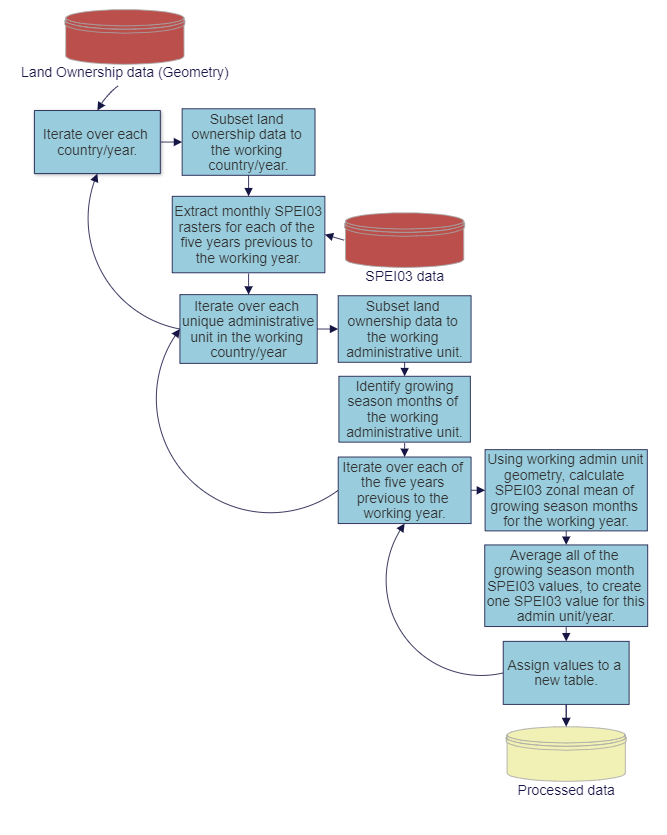 Land Ownership data (Geometry)
Iterate over each
country/year.
Subset land
ownership data to
the working
country/year.
Extract monthly SPEI03
rasters for each of the
five years previous to
the working year.
SPEI03 data
Iterate over each
unique administrative
unit in the working
country/year
Subset land
ownership data to
the working
administrative unit.
Identify growing
season months of
the working
administrative unit.
Iterate over each of
the five years
previous to the
working year.
Using working admin unit
geometry, calculate
SPEI03 zonal mean of
growing season months
for the working year.
Average all of the
growing season month
SPEI03 values, to create
one SPEI03 value for this
admin unit/year.
Assign values to a
new table.
Processed data